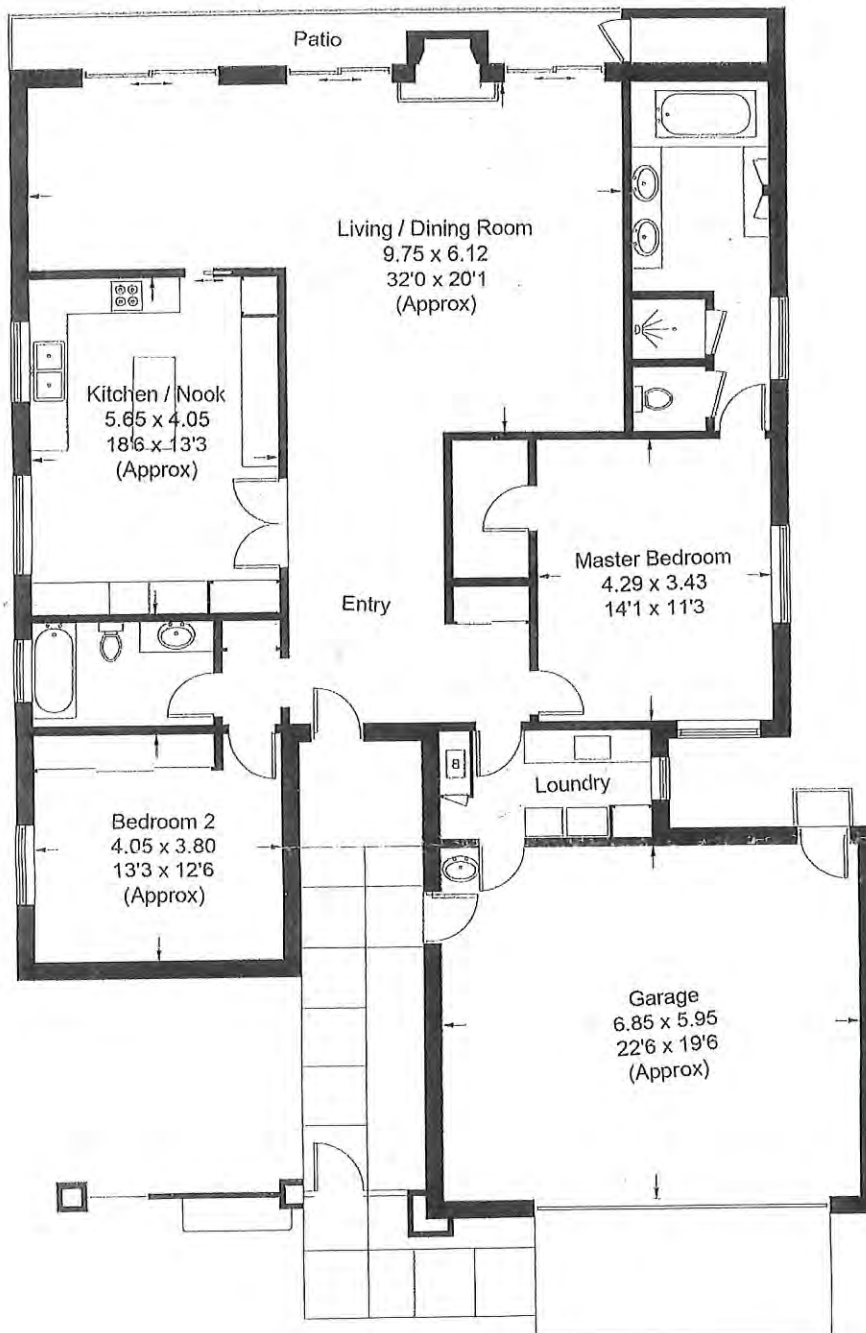 Patio
Living / Dining Room
9.75 x 6.12
32'0 x 20'1
(Approx)
Kitchen / Nook
5.65 x 4.05
18'6 x 13'3
(Approx)
Master Bedroom
4.29 x 3.43
14'1 x 11'3
Entry
B
Loundry
Bedroom 2
4.05 x 3.80
13'3 x 12'6
(Approx)
Garage
6.85 x 5.95
22'6 x 19'6
(Approx)